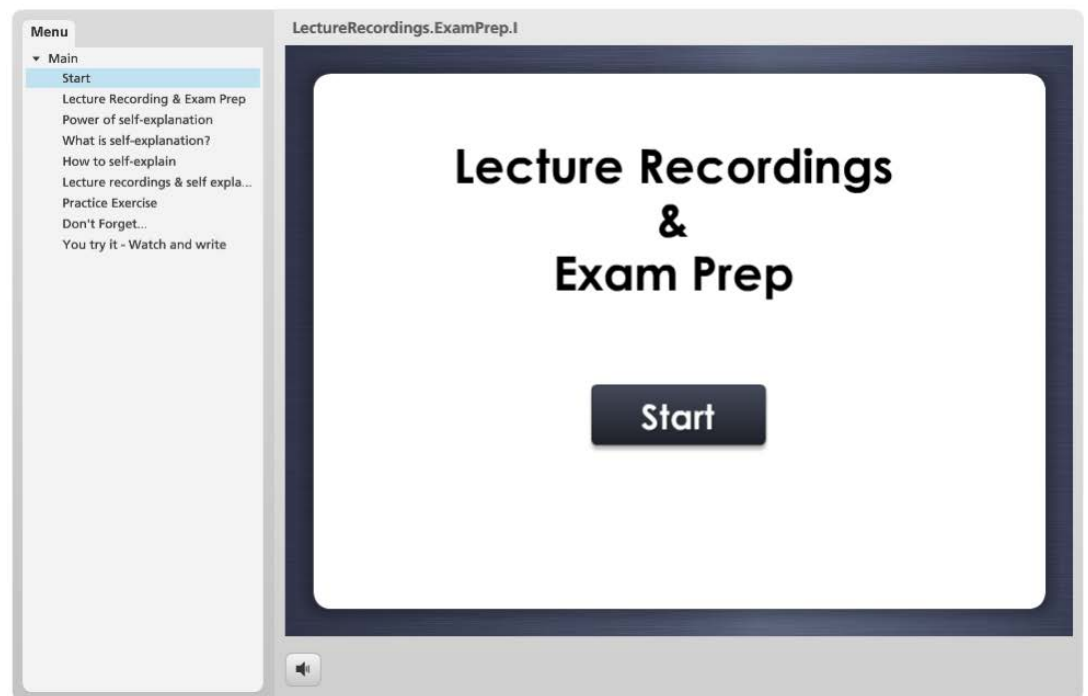 Menu
Main
Start
Lecture Recording & Exam Prep
Power of self-explanation
What is self-explanation?
How to self-explain
Lecture recordings & self expla...
Practice Exercise
Don't Forget...
You try it - Watch and write
LectureRecordings.ExamPrep.I
Lecture Recordings
&
Exam Prep
Start